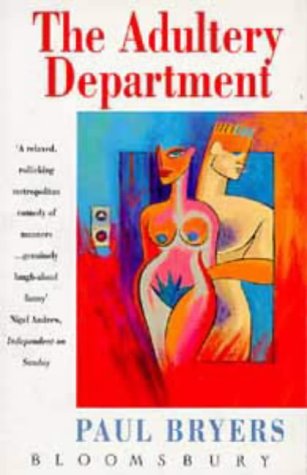 The Adultery
Department
'A relaxed,
rollicking
metropolitan
comedy of
manners
...genuinely
laugh-aloud
funny'
Nigel Andrew,
Independent on
Sunday
PAUL BRYERS
BLOOMSBURY